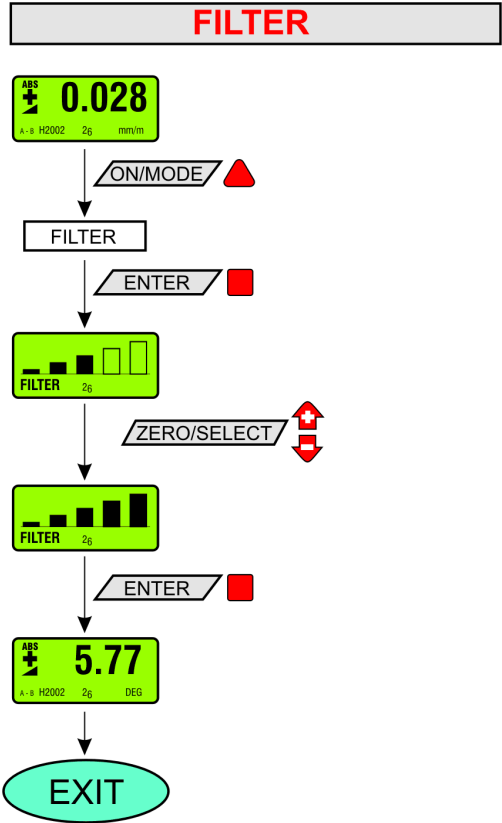 FILTER
ABS
0.028
A - B H2002 26 mm/m
ON/MODE
FILTER
ENTER
FILTER 26
ZERO/SELECT
FILTER 26
ENTER
ABS
5.77
A - B H2002 26 DEG
EXIT